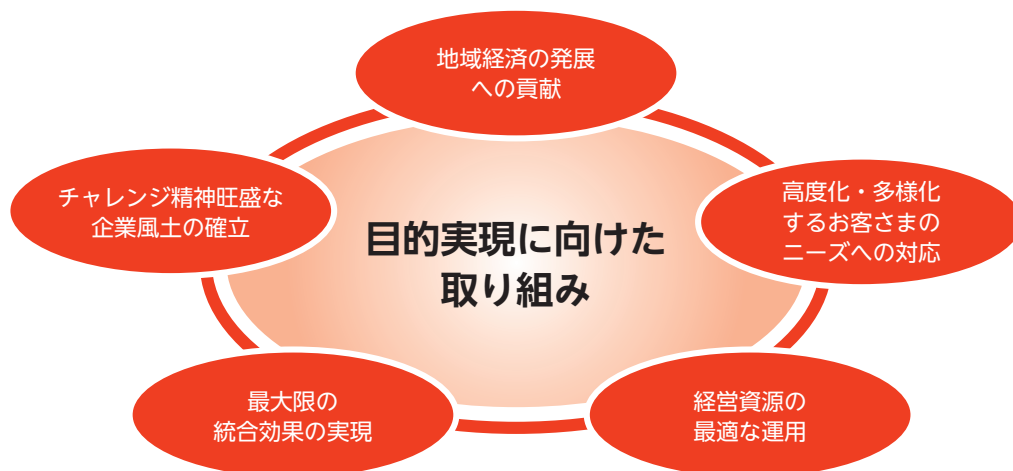 地域経済の発展
への貢献
チャレンジ精神旺盛な
企業風土の確立
高度化・多様化
するお客さまの
ニーズへの対応
目的実現に向けた
取り組み
最大限の
統合効果の実現
経営資源の
最適な運用